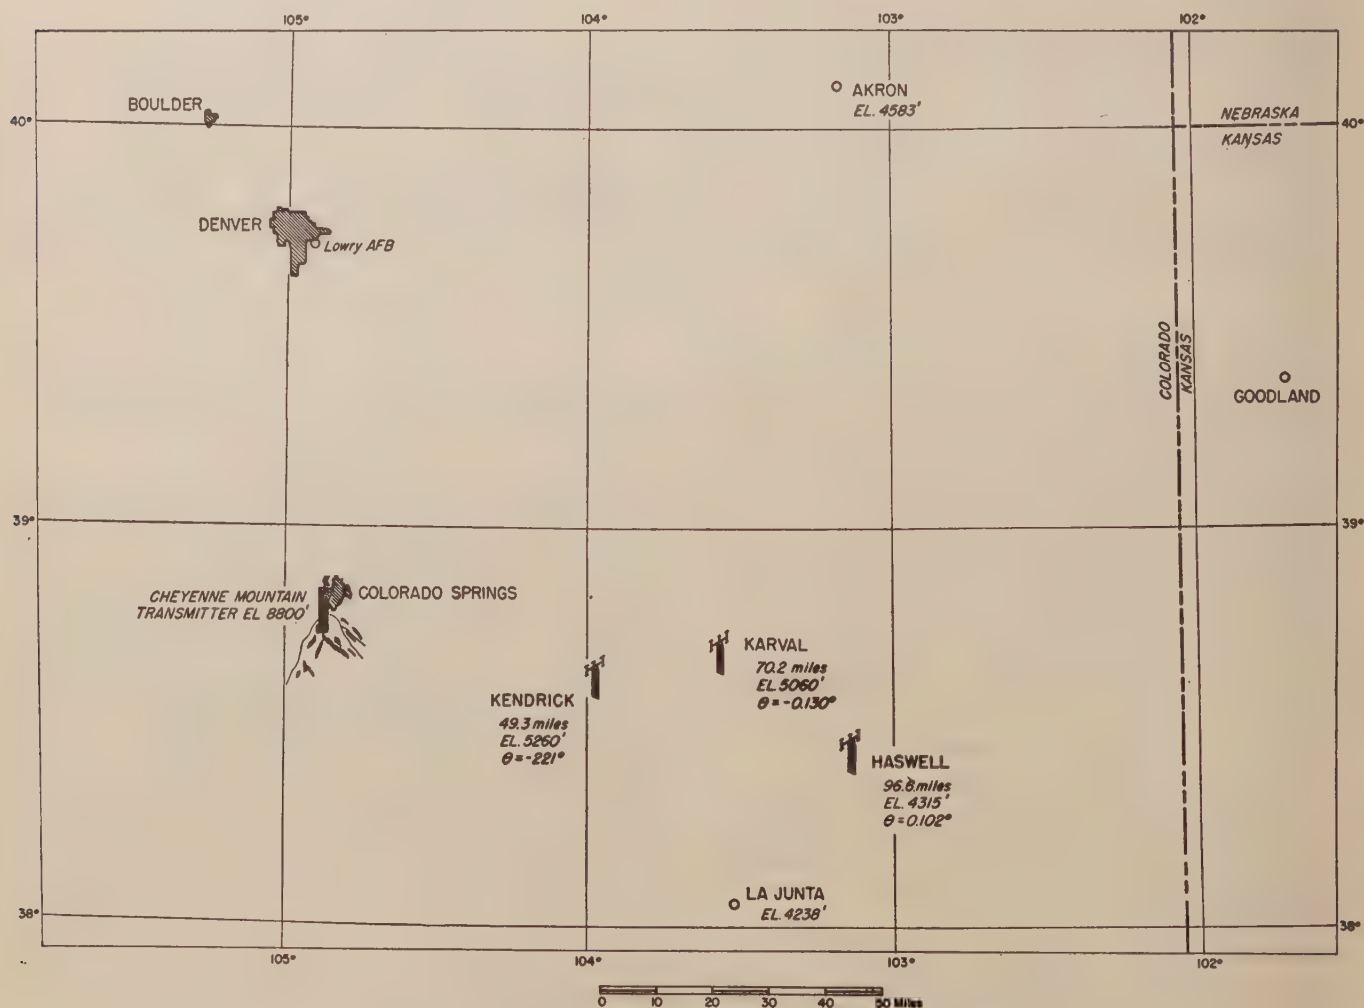 105° 104° 103° 102°
BOULDER
AKRON
EL. 4583'
40°
NEBRASKA
KANSAS
40°
DENVER
Lowry AFB
COLORADO
KANSAS
GOODLAND
39°
39°
CHEYENNE MOUNTAIN
TRANSMITTER EL 8800'
COLORADO SPRINGS
KENDRICK
49.3 miles
EL. 5260'
θ = -221°
KARVAL
70.2 miles
EL. 5060'
θ = -0.130°
HASWELL
96.6 miles
EL. 4315'
θ = 0.102°
LA JUNTA
EL. 4238'
38°
38°
105° 104° 103° 102°
0 10 20 30 40 50 Miles